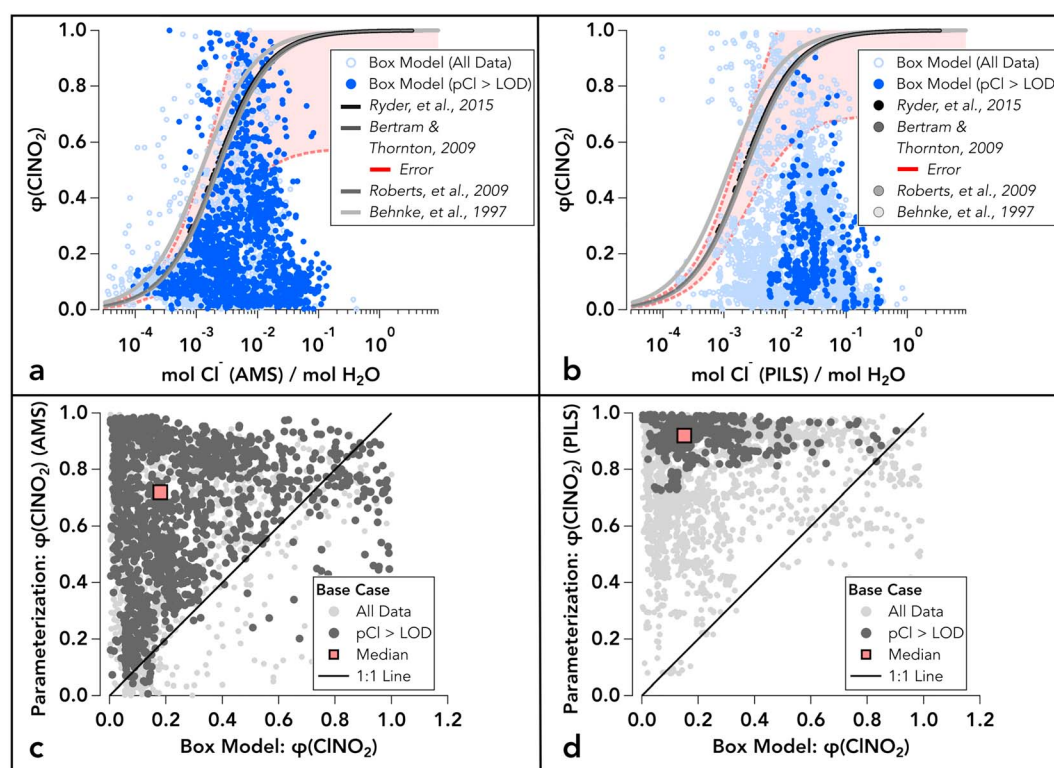 1.0
0.8
0.6
0.4
0.2
0.0
φ(ClNO₂)
Box Model (All Data)
Box Model (pCl > LOD)
Ryder, et al., 2015
Bertram &
Thornton, 2009
Error
Roberts, et al., 2009
Behnke, et al., 1997
10⁻⁴ 10⁻³ 10⁻² 10⁻¹ 10⁰
a
mol Cl⁻ (AMS) / mol H₂O
1.0
0.8
0.6
0.4
0.2
0.0
φ(ClNO₂)
Box Model (All Data)
Box Model (pCl > LOD)
Ryder, et al., 2015
Bertram &
Thornton, 2009
Error
Roberts, et al., 2009
Behnke, et al., 1997
10⁻⁴ 10⁻³ 10⁻² 10⁻¹ 10⁰
b
mol Cl⁻ (PILS) / mol H₂O
1.0
0.8
0.6
0.4
0.2
0.0
Parameterization: φ(ClNO₂) (AMS)
Base Case
All Data
pCl > LOD
Median
1:1 Line
0.0 0.2 0.4 0.6 0.8 1.0 1.2
c
Box Model: φ(ClNO₂)
1.0
0.8
0.6
0.4
0.2
0.0
Parameterization: φ(ClNO₂) (PILS)
Base Case
All Data
pCl > LOD
Median
1:1 Line
0.0 0.2 0.4 0.6 0.8 1.0 1.2
d
Box Model: φ(ClNO₂)